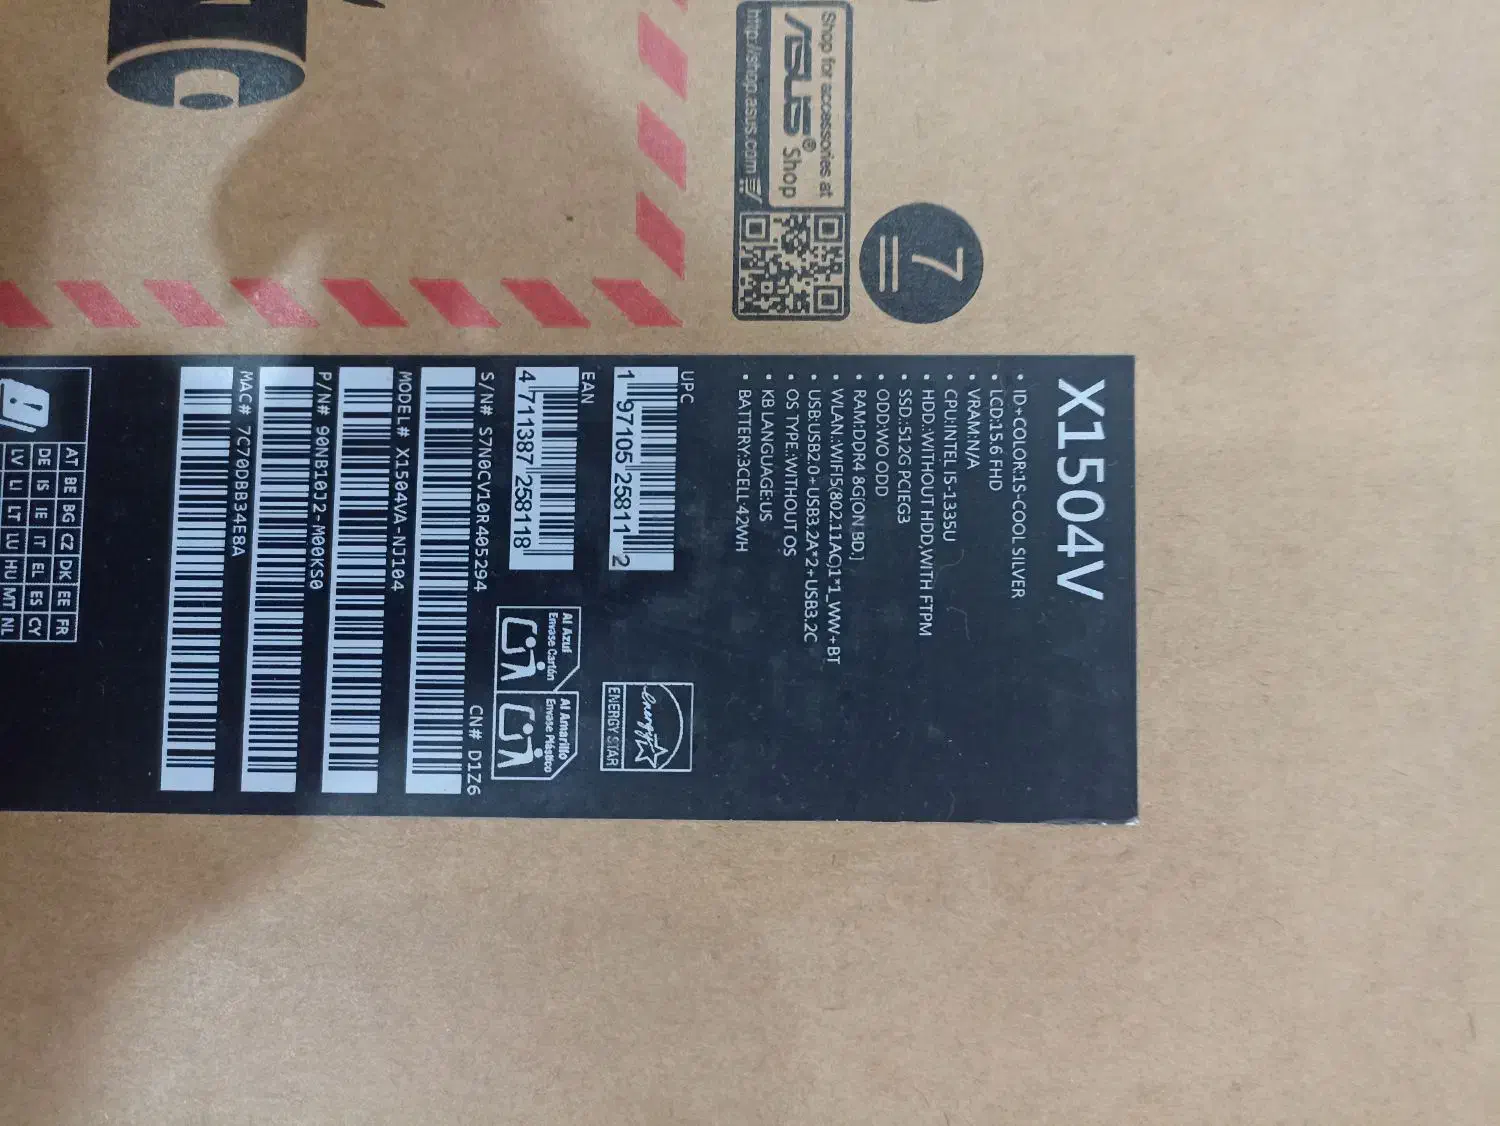 Shop for accessories at
ASUS® Shop
http://shop.asus.com
7
X1504V
• ID+COLOR:1S-COOL SILVER
• LCD:15.6 FHD
• VRAM:N/A
• CPU:INTEL I5-1335U
• HDD.:WITHOUT HDD,WITH FTPM
• SSD.:512G PCIEG3
• ODD:WO ODD
• RAM:DDR4 8G[ON BD.]
• WLAN.:WIFI5(802.11AC)1*1_WW+BT
• USB:USB2.0+USB3.2A*2+USB3.2C
• OS TYPE.:WITHOUT OS
• KB LANGUAGE:US
• BATTERY:3CELL-42WH
UPC
1 97105 25811 2
energy
ENERGY STAR
EAN
4 711387 258118
Al Azul
Envase Cartón
Al Amarillo
Envase Plástico
S/N# S7N0CV10R405294
CN# D1Z6
MODEL# X1504VA-NJ104
P/N# 90NB10J2-M00KS0
MAC# 7C70DBB34E8A
AT BE BG CZ DK EE FR
DE IS IE IT EL ES CY
LV LI LT LU HU MT NL